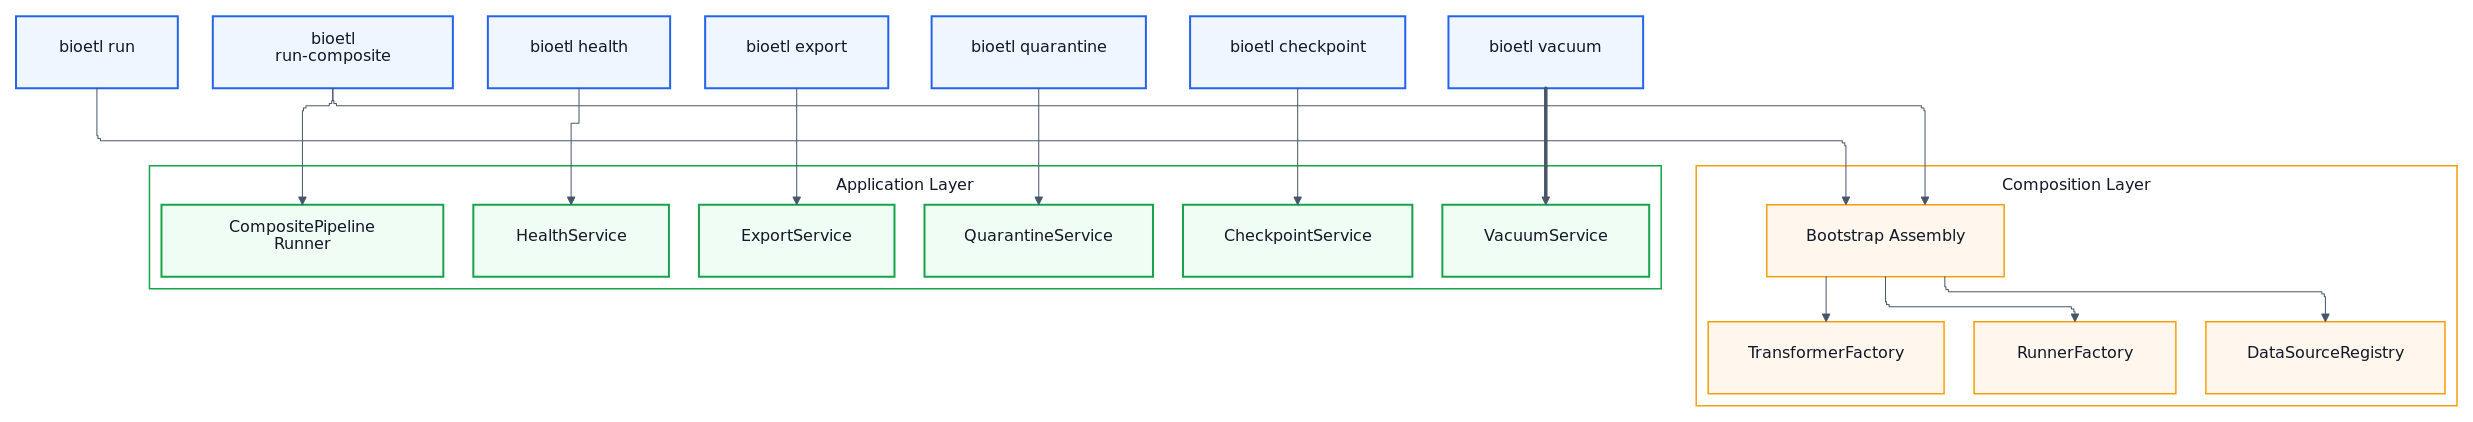 bioetl run
bioetl
run-composite
bioetl health
bioetl export
bioetl quarantine
bioetl checkpoint
bioetl vacuum
Application Layer
CompositePipeline
Runner
HealthService
ExportService
QuarantineService
CheckpointService
VacuumService
Composition Layer
Bootstrap Assembly
TransformerFactory
RunnerFactory
DataSourceRegistry